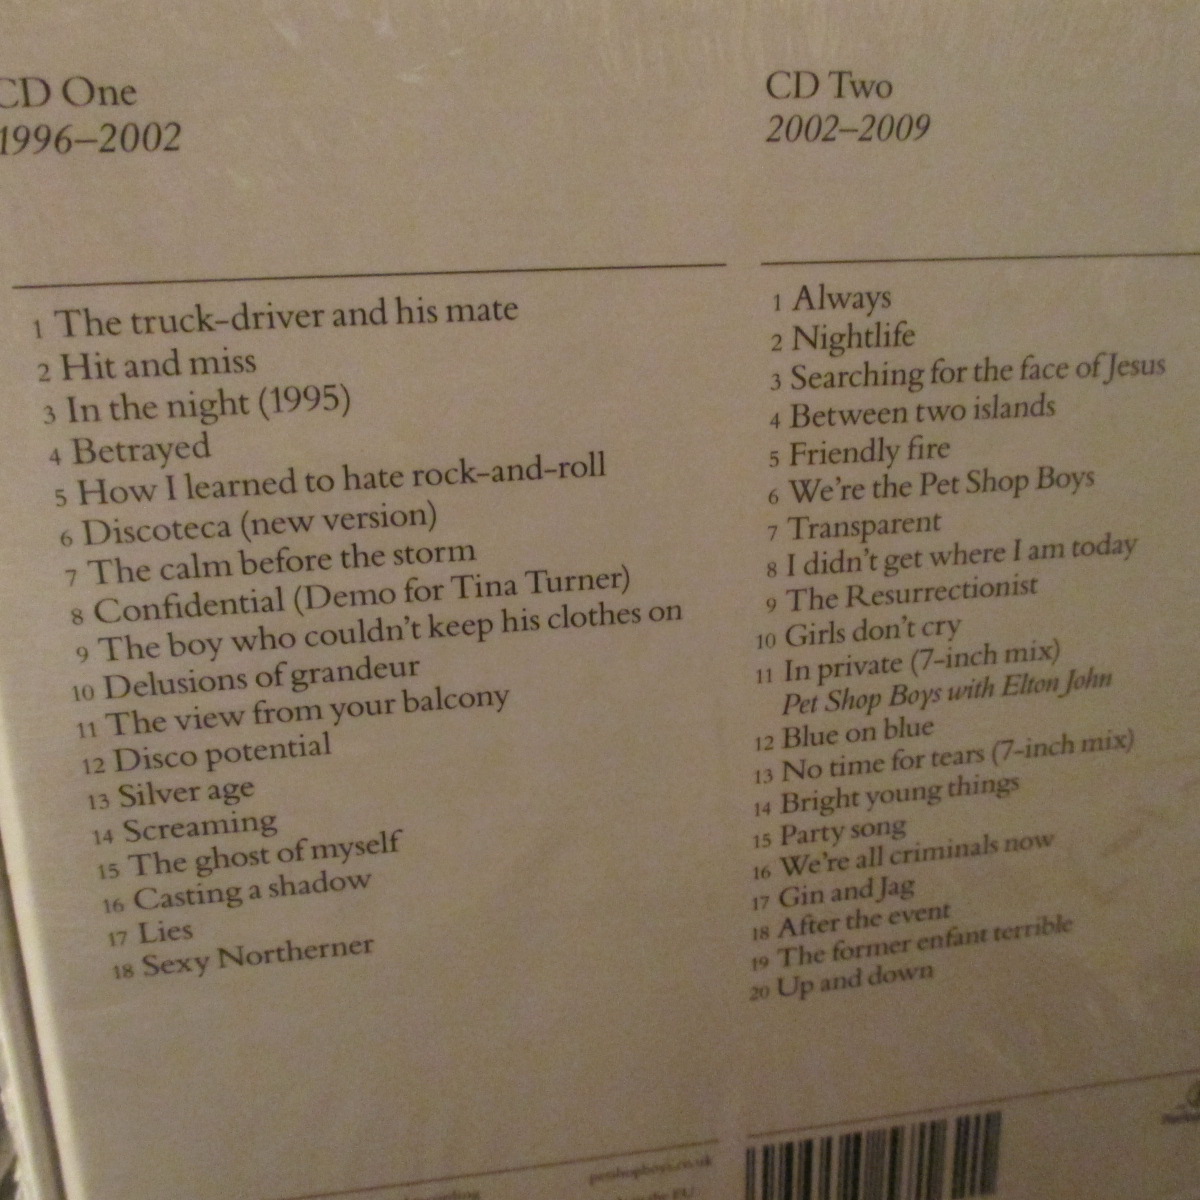 CD One
1996–2002
1 The truck-driver and his mate
2 Hit and miss
3 In the night (1995)
4 Betrayed
5 How I learned to hate rock-and-roll
6 Discoteca (new version)
7 The calm before the storm
8 Confidential (Demo for Tina Turner)
9 The boy who couldn't keep his clothes on
10 Delusions of grandeur
11 The view from your balcony
12 Disco potential
13 Silver age
14 Screaming
15 The ghost of myself
16 Casting a shadow
17 Lies
18 Sexy Northerner
CD Two
2002–2009
1 Always
2 Nightlife
3 Searching for the face of Jesus
4 Between two islands
5 Friendly fire
6 We're the Pet Shop Boys
7 Transparent
8 I didn't get where I am today
9 The Resurrectionist
10 Girls don't cry
11 In private (7-inch mix)
Pet Shop Boys with Elton John
12 Blue on blue
13 No time for tears (7-inch mix)
14 Bright young things
15 Party song
16 We're all criminals now
17 Gin and Jag
18 After the event
19 The former enfant terrible
20 Up and down
petshopboys.co.uk